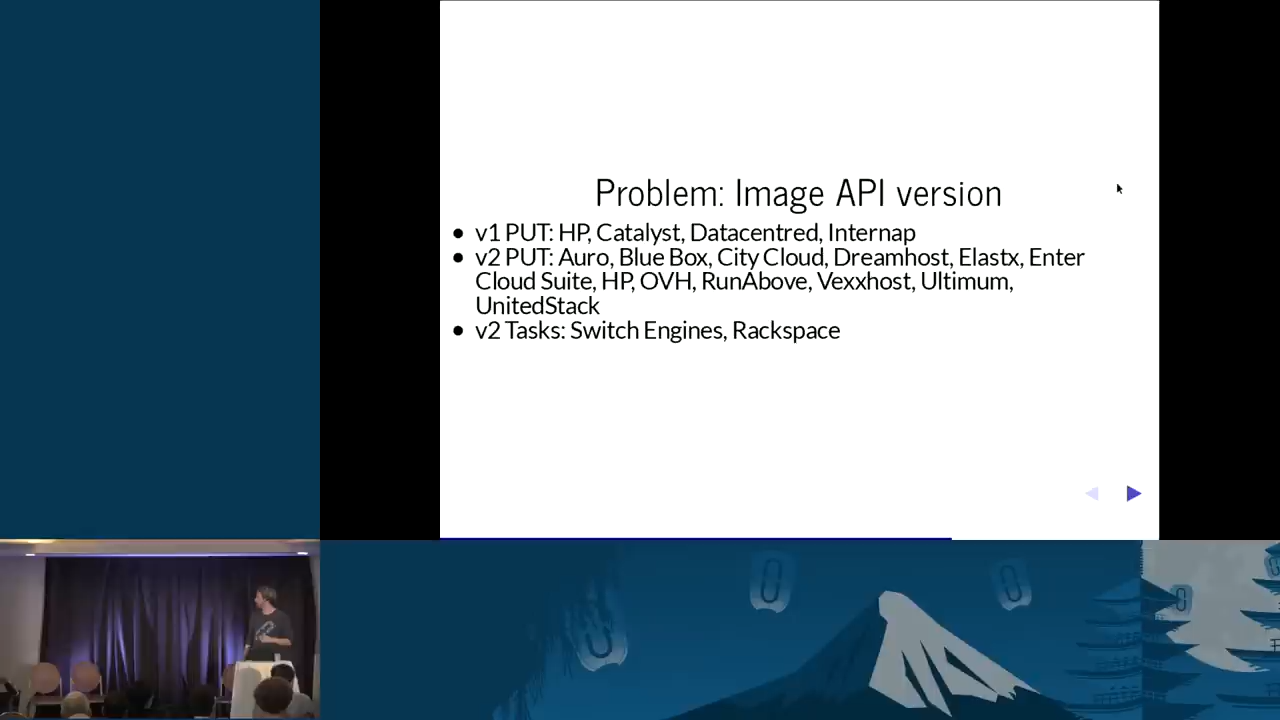 Problem: Image API version
• v1 PUT: HP, Catalyst, Datacentred, Internap
• v2 PUT: Auro, Blue Box, City Cloud, Dreamhost, Elastx, Enter
Cloud Suite, HP, OVH, RunAbove, Vexxhost, Ultimum,
UnitedStack
• v2 Tasks: Switch Engines, Rackspace